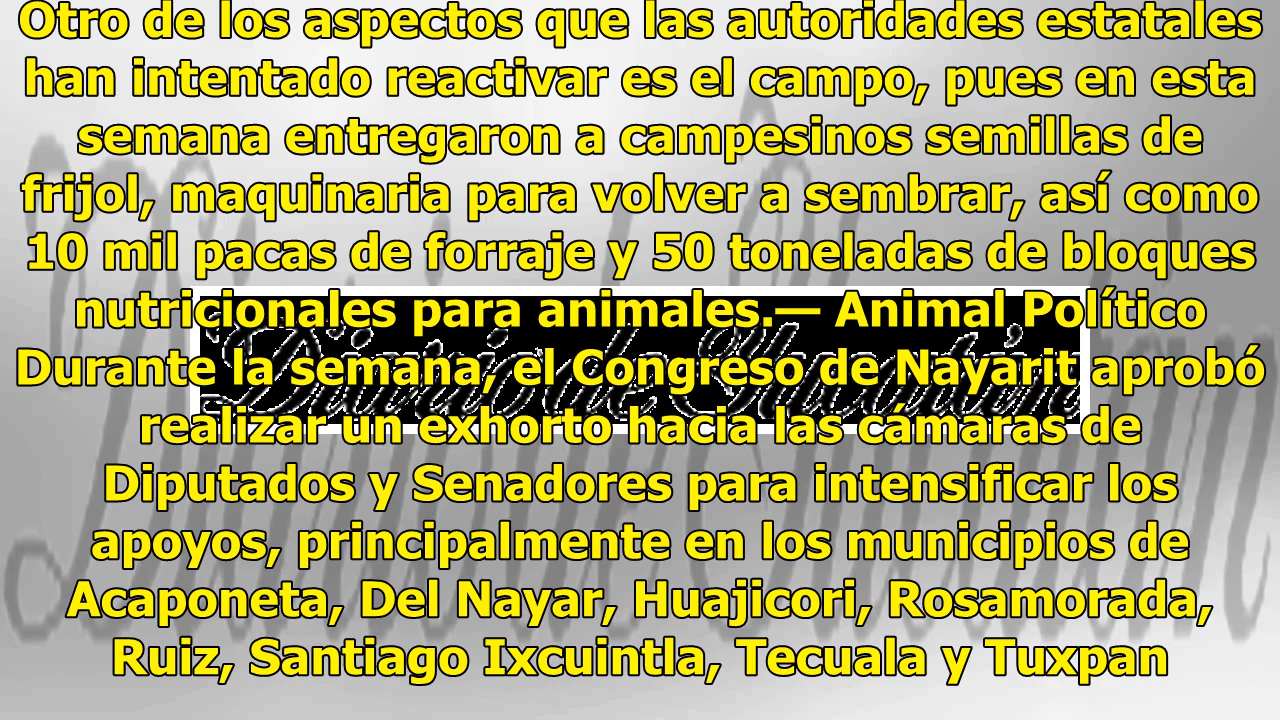 Otro de los aspectos que las autoridades estatales
han intentado reactivar es el campo, pues en esta
semana entregaron a campesinos semillas de
frijol, maquinaria para volver a sembrar, así como
10 mil pacas de forraje y 50 toneladas de bloques
nutricionales para animales.— Animal Político
Durante la semana, el Congreso de Nayarit aprobó
realizar un exhorto hacia las cámaras de
Diputados y Senadores para intensificar los
apoyos, principalmente en los municipios de
Acaponeta, Del Nayar, Huajicori, Rosamorada,
Ruiz, Santiago Ixcuintla, Tecuala y Tuxpan
Diario de Yucatán